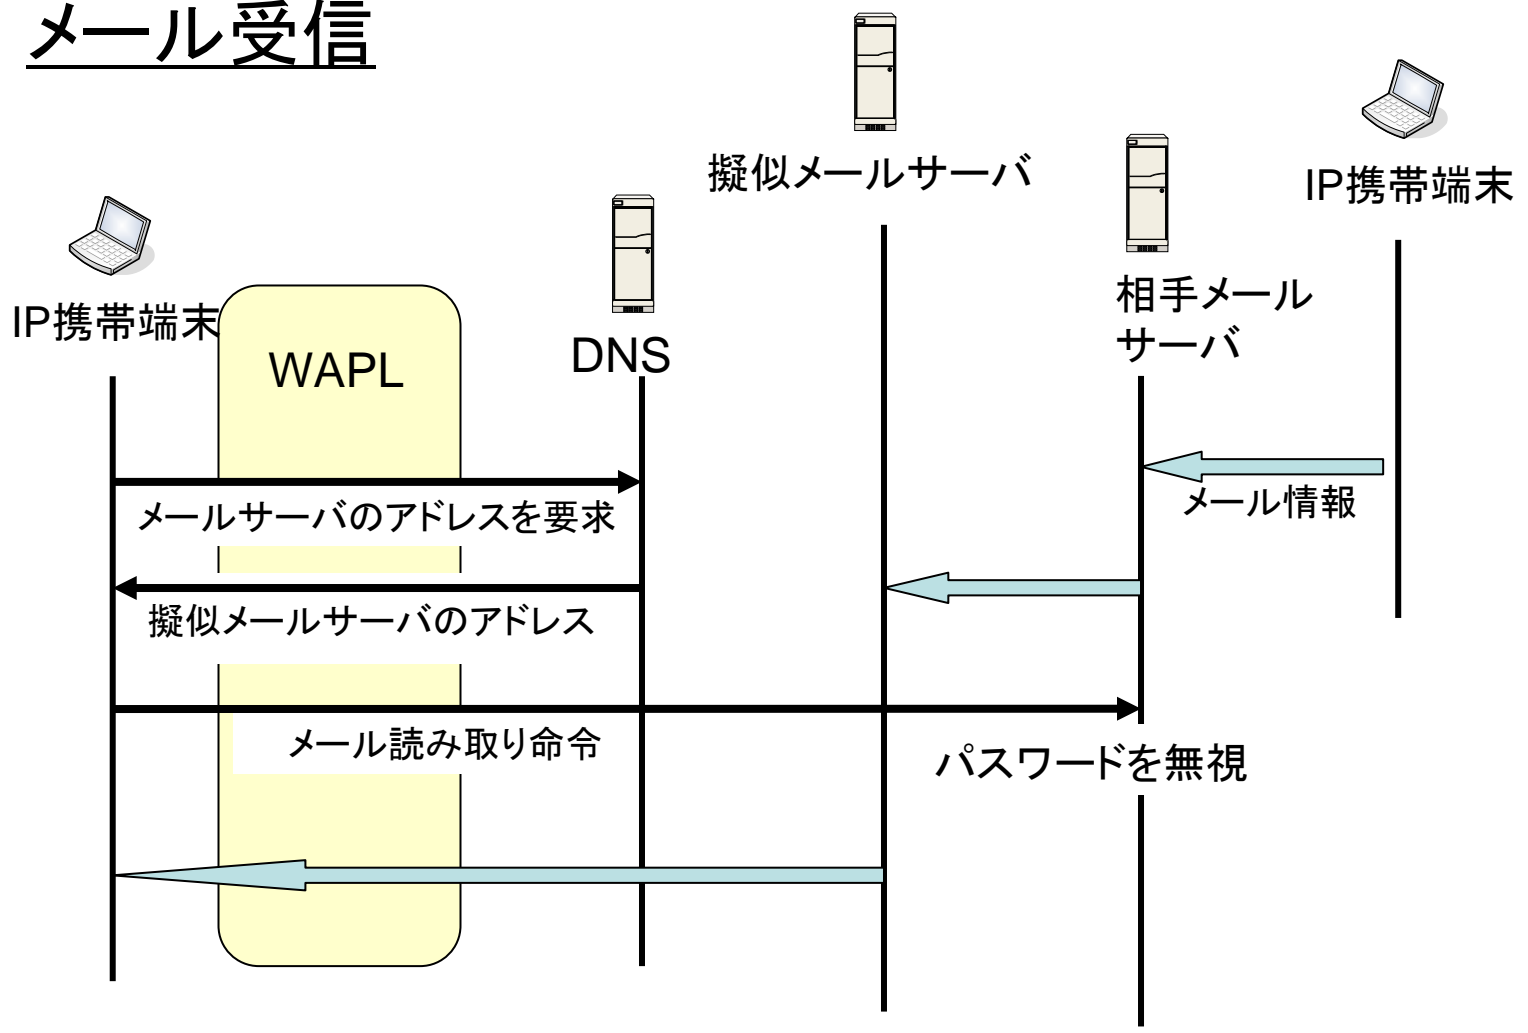 メール受信
擬似メールサーバ
IP携帯端末
IP携帯端末
WAPL
DNS
相手メール
サーバ
メールサーバのアドレスを要求
メール情報
擬似メールサーバのアドレス
メール読み取り命令
パスワードを無視